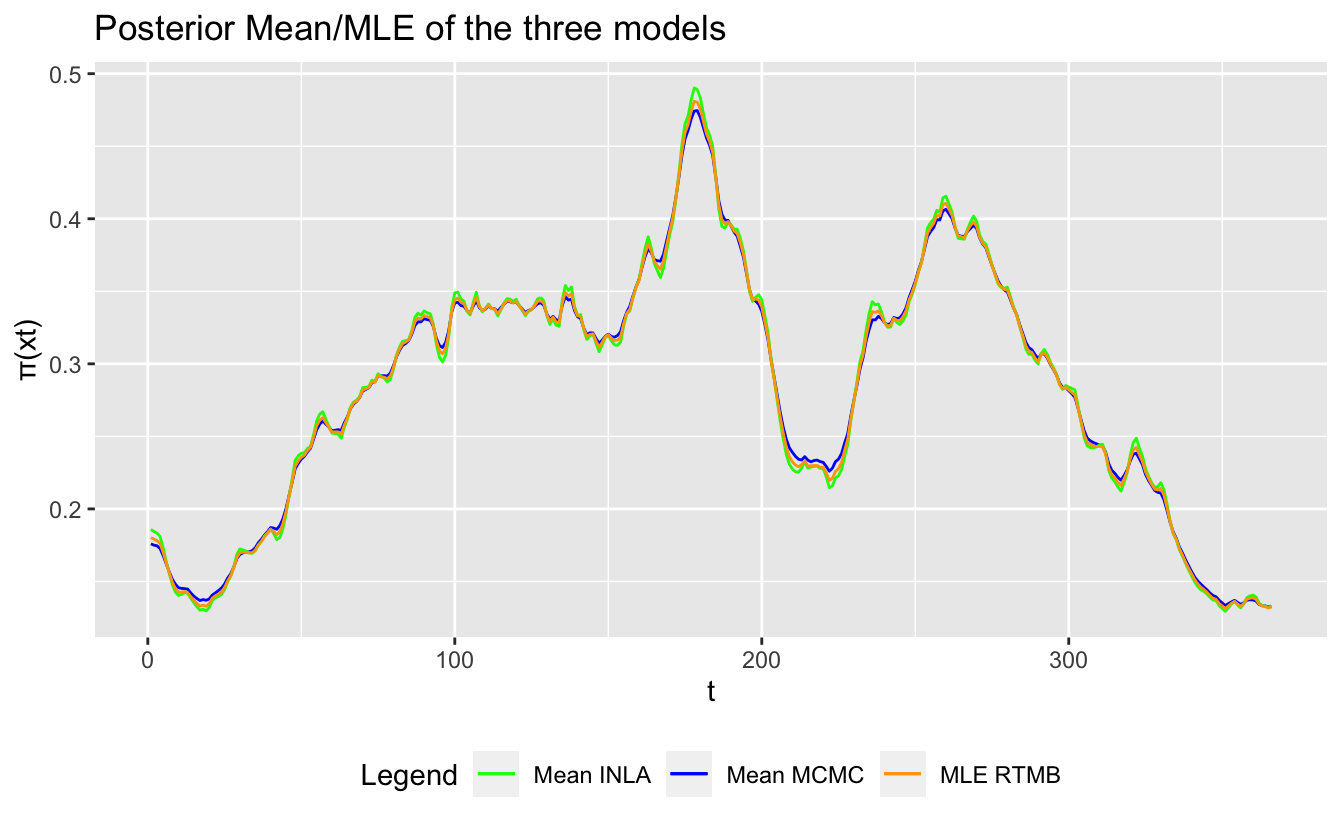 Posterior Mean/MLE of the three models
0.5
0.4
0.3
0.2
π(xt)
0 100 200 300
t
Legend Mean INLA Mean MCMC MLE RTMB